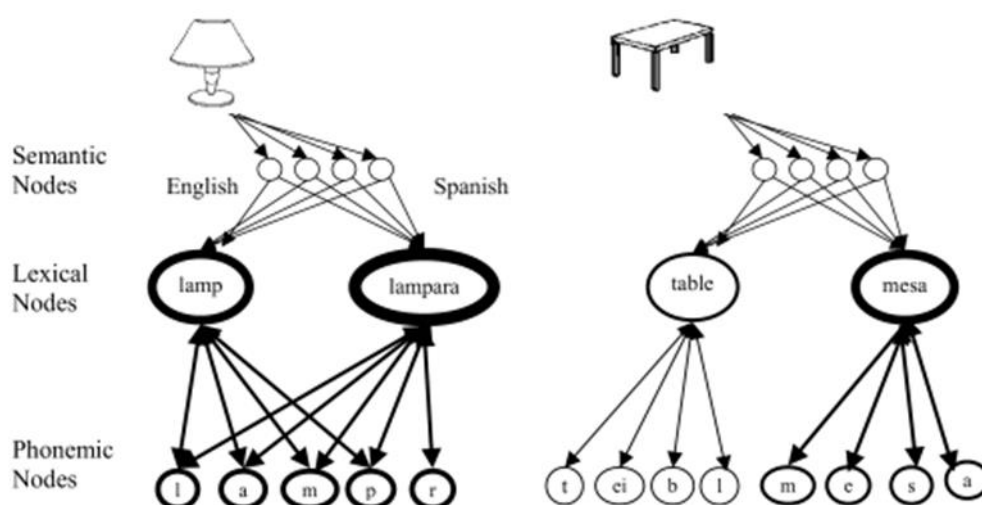 Semantic
Nodes
English
Spanish
Lexical
Nodes
lamp
lampara
table
mesa
Phonemic
Nodes
l
a
m
p
r
t
ei
b
l
m
e
s
a